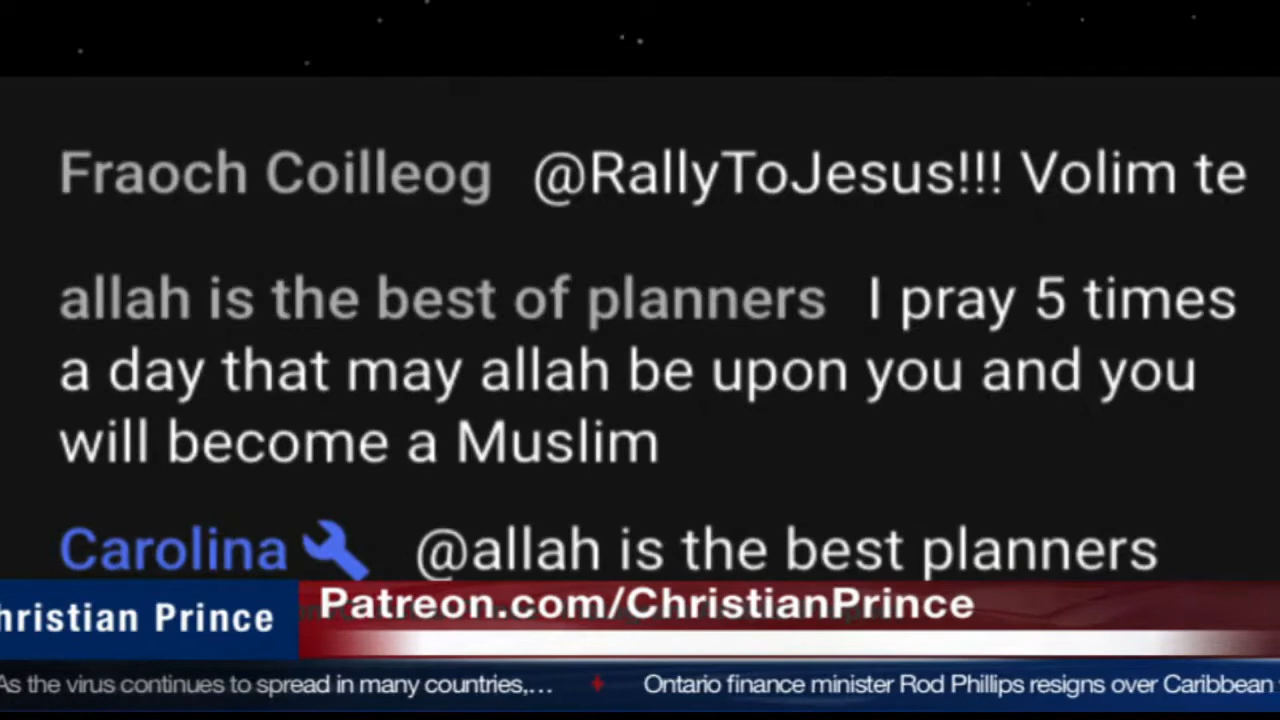 Fraoch Coilleog @RallyToJesus!!! Volim te
allah is the best of planners I pray 5 times
a day that may allah be upon you and you
will become a Muslim
Carolina @allah is the best planners
hristian Prince
Patreon.com/ChristianPrince
As the virus continues to spread in many countries,... Ontario finance minister Rod Phillips resigns over Caribbean